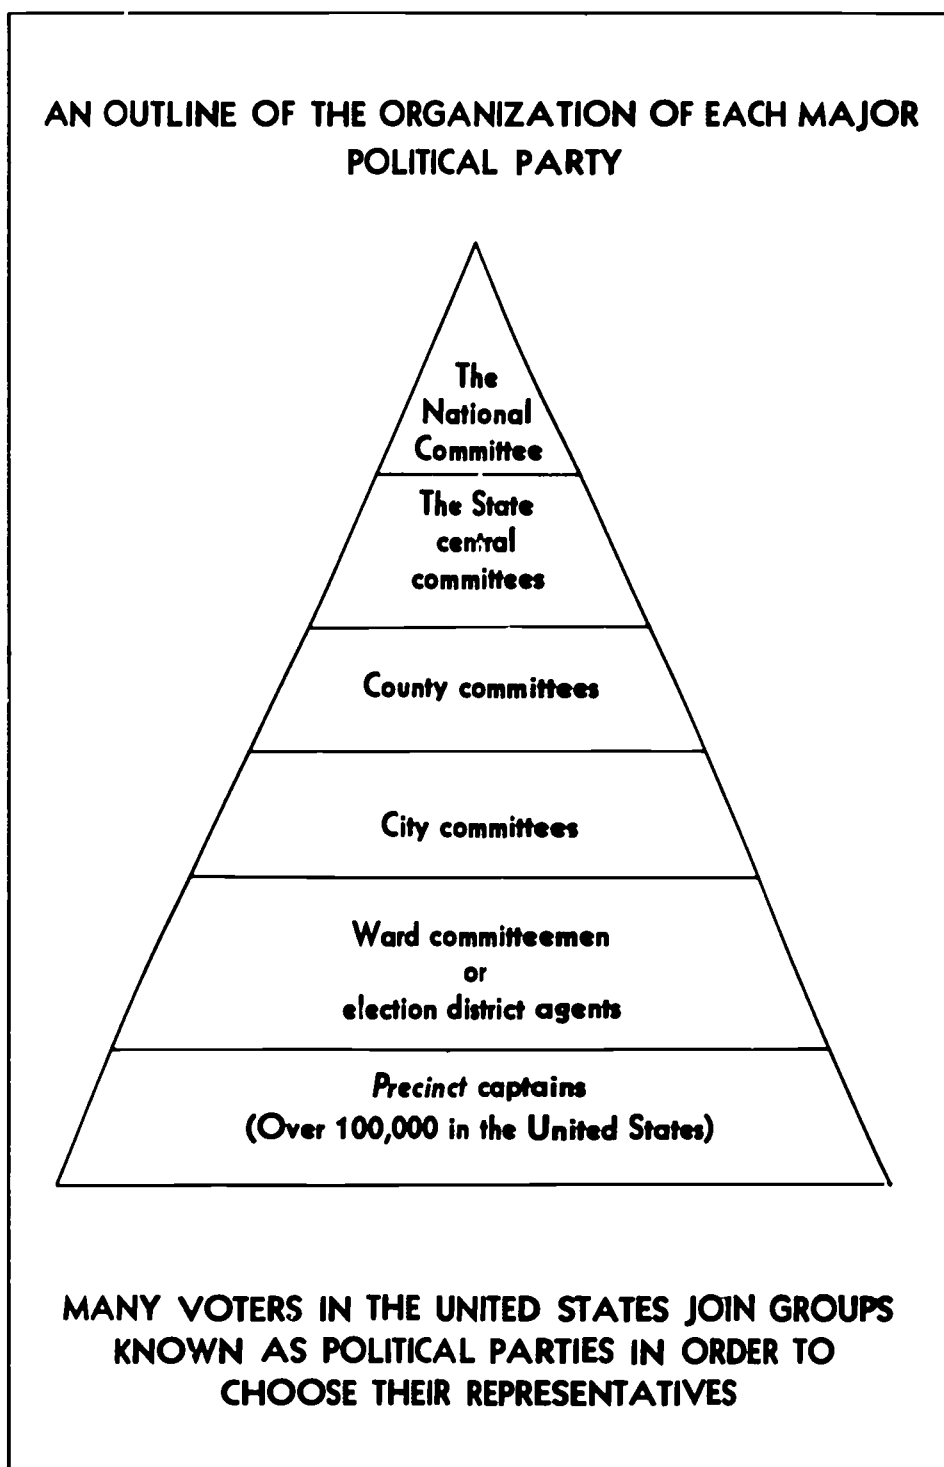 AN OUTLINE OF THE ORGANIZATION OF EACH MAJOR
POLITICAL PARTY
The
National
Committee
The State
central
committees
County committees
City committees
Ward committeemen
or
election district agents
Precinct captains
(Over 100,000 in the United States)
MANY VOTERS IN THE UNITED STATES JOIN GROUPS
KNOWN AS POLITICAL PARTIES IN ORDER TO
CHOOSE THEIR REPRESENTATIVES